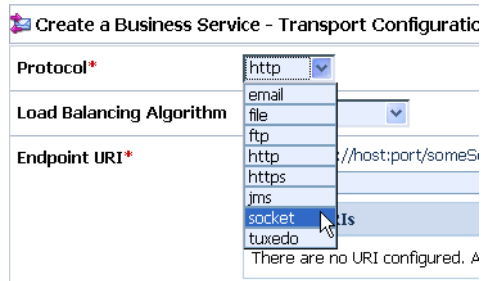 Create a Business Service - Transport Configuratio
Protocol*
http
email
file
ftp
http
https
jms
socket
tuxedo
Load Balancing Algorithm
Endpoint URI*
://host:port/someS
There are no URI configured. A